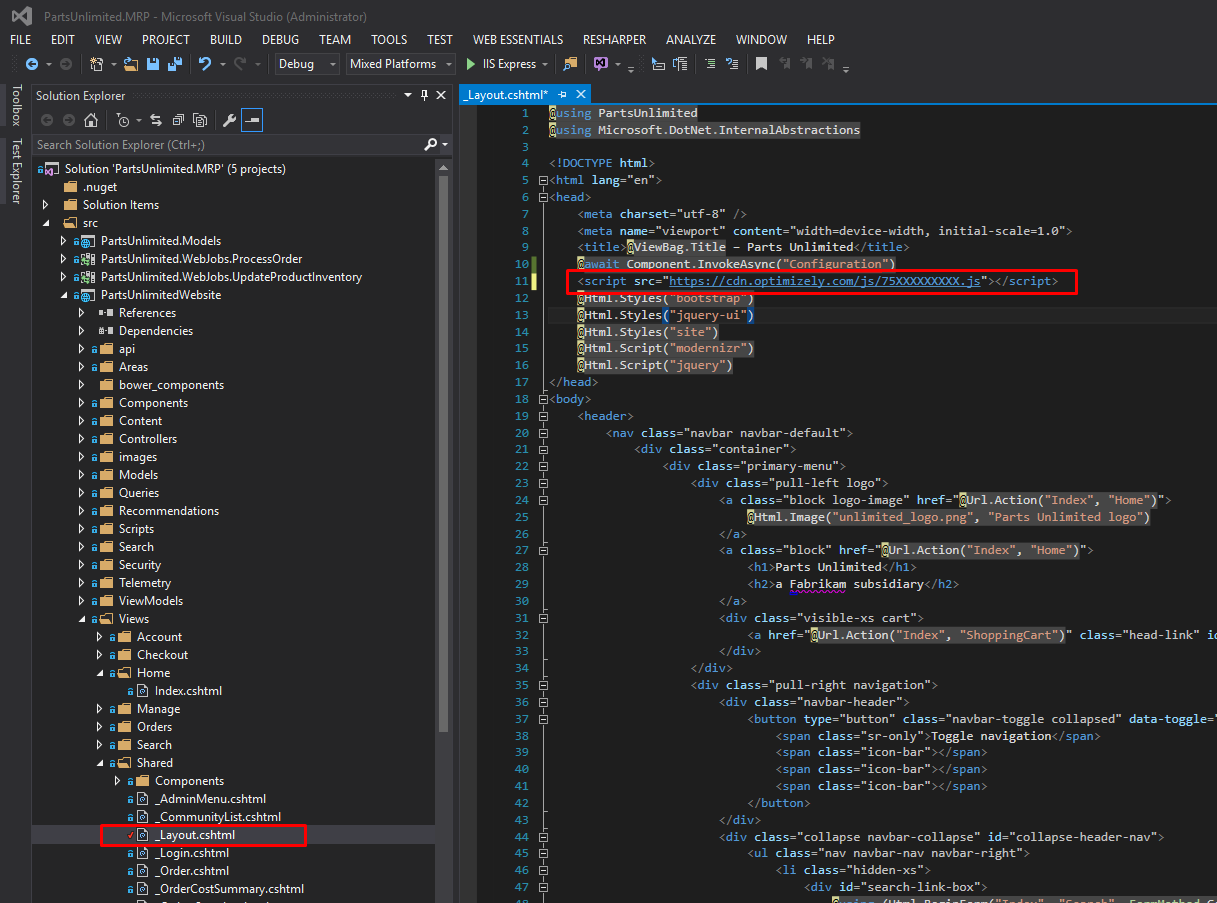 PartsUnlimited.MRP - Microsoft Visual Studio (Administrator)
FILE EDIT VIEW PROJECT BUILD DEBUG TEAM TOOLS TEST WEB ESSENTIALS RESHARPER ANALYZE WINDOW HELP
Debug Mixed Platforms IIS Express
Toolbox
Test Explorer
Solution Explorer
Search Solution Explorer (Ctrl+;)
Solution 'PartsUnlimited.MRP' (5 projects)
.nuget
Solution Items
src
PartsUnlimited.Models
PartsUnlimited.WebJobs.ProcessOrder
PartsUnlimited.WebJobs.UpdateProductInventory
PartsUnlimitedWebsite
References
Dependencies
api
Areas
bower_components
Components
Content
Controllers
images
Models
Queries
Recommendations
Scripts
Search
Security
Telemetry
ViewModels
Views
Account
Checkout
Home
Index.cshtml
Manage
Orders
Search
Shared
Components
_AdminMenu.cshtml
_CommunityList.cshtml
_Layout.cshtml
_Login.cshtml
_Order.cshtml
_OrderCostSummary.cshtml
_Layout.cshtml*
1 @using PartsUnlimited
2 @using Microsoft.DotNet.InternalAbstractions
3
4 <!DOCTYPE html>
5 <html lang="en">
6 <head>
7 <meta charset="utf-8" />
8 <meta name="viewport" content="width=device-width, initial-scale=1.0">
9 <title>@ViewBag.Title – Parts Unlimited</title>
10 @await Component.InvokeAsync("Configuration")
11 <script src="https://cdn.optimizely.com/js/75XXXXXXXXX.js"></script>
12 @Html.Styles("bootstrap")
13 @Html.Styles("jquery-ui")
14 @Html.Styles("site")
15 @Html.Script("modernizr")
16 @Html.Script("jquery")
17 </head>
18 <body>
19 <header>
20 <nav class="navbar navbar-default">
21 <div class="container">
22 <div class="primary-menu">
23 <div class="pull-left logo">
24 <a class="block logo-image" href="@Url.Action("Index", "Home")">
25 @Html.Image("unlimited_logo.png", "Parts Unlimited logo")
26 </a>
27 <a class="block" href="@Url.Action("Index", "Home")">
28 <h1>Parts Unlimited</h1>
29 <h2>a Fabrikam subsidiary</h2>
30 </a>
31 <div class="visible-xs cart">
32 <a href="@Url.Action("Index", "ShoppingCart")" class="head-link" id
33 </div>
34 </div>
35 <div class="pull-right navigation">
36 <div class="navbar-header">
37 <button type="button" class="navbar-toggle collapsed" data-toggle="
38 <span class="sr-only">Toggle navigation</span>
39 <span class="icon-bar"></span>
40 <span class="icon-bar"></span>
41 <span class="icon-bar"></span>
42 </button>
43 </div>
44 <div class="collapse navbar-collapse" id="collapse-header-nav">
45 <ul class="nav navbar-nav navbar-right">
46 <li class="hidden-xs">
47 <div id="search-link-box">